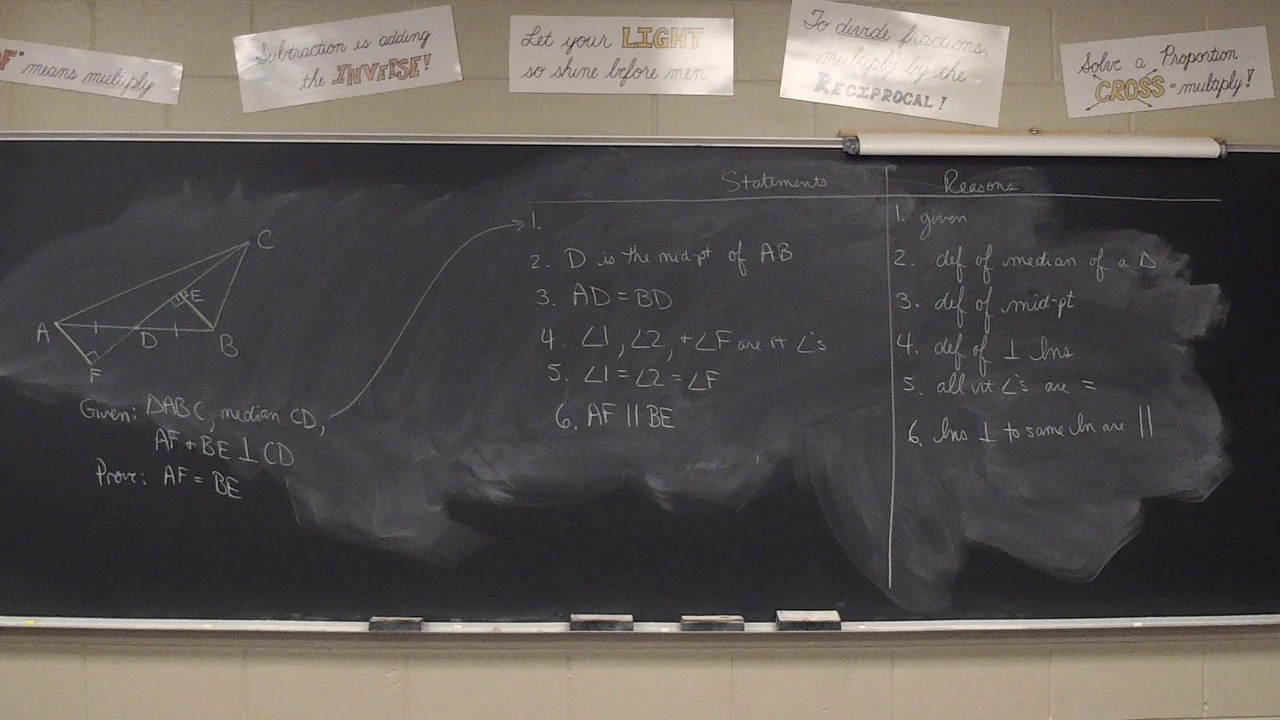 "OF" means multiply
Subtraction is adding
the INVERSE!
Let your LIGHT
so shine before men
To divide fractions,
multiply by the
RECIPROCAL!
Solve a Proportion...
CROSS-multiply!
Statements
Reasons
1.
1. given
2. D is the mid-pt of AB
2. def of median of a Δ
3. AD = BD
3. def of mid-pt
4. ∠1, ∠2, + ∠F are rt ∠'s
4. def of ⊥ lns
5. ∠1 = ∠2 = ∠F
5. all rt ∠'s are =
6. AF || BE
6. lns ⊥ to same ln are ||
C
E
A
D
B
F
Given: ΔABC, median CD,
AF + BE ⊥ CD
Prove: AF = BE